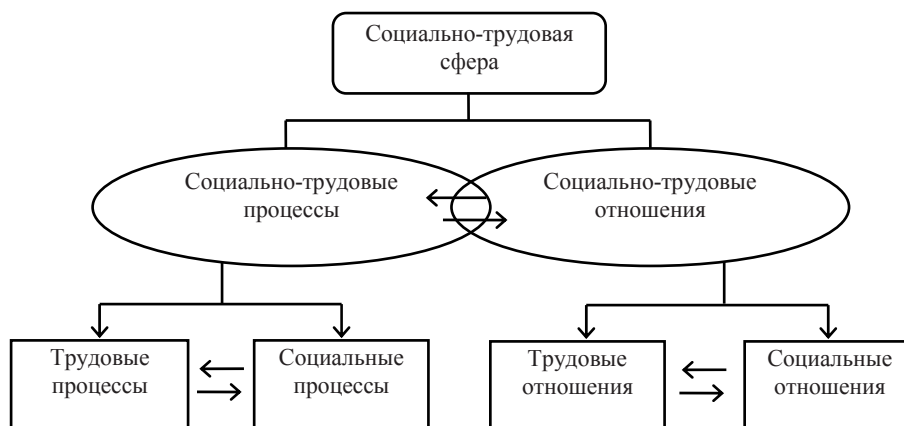 Социально-трудовая
сфера
Социально-трудовые
процессы
Социально-трудовые
отношения
Трудовые
процессы
Социальные
процессы
Трудовые
отношения
Социальные
отношения